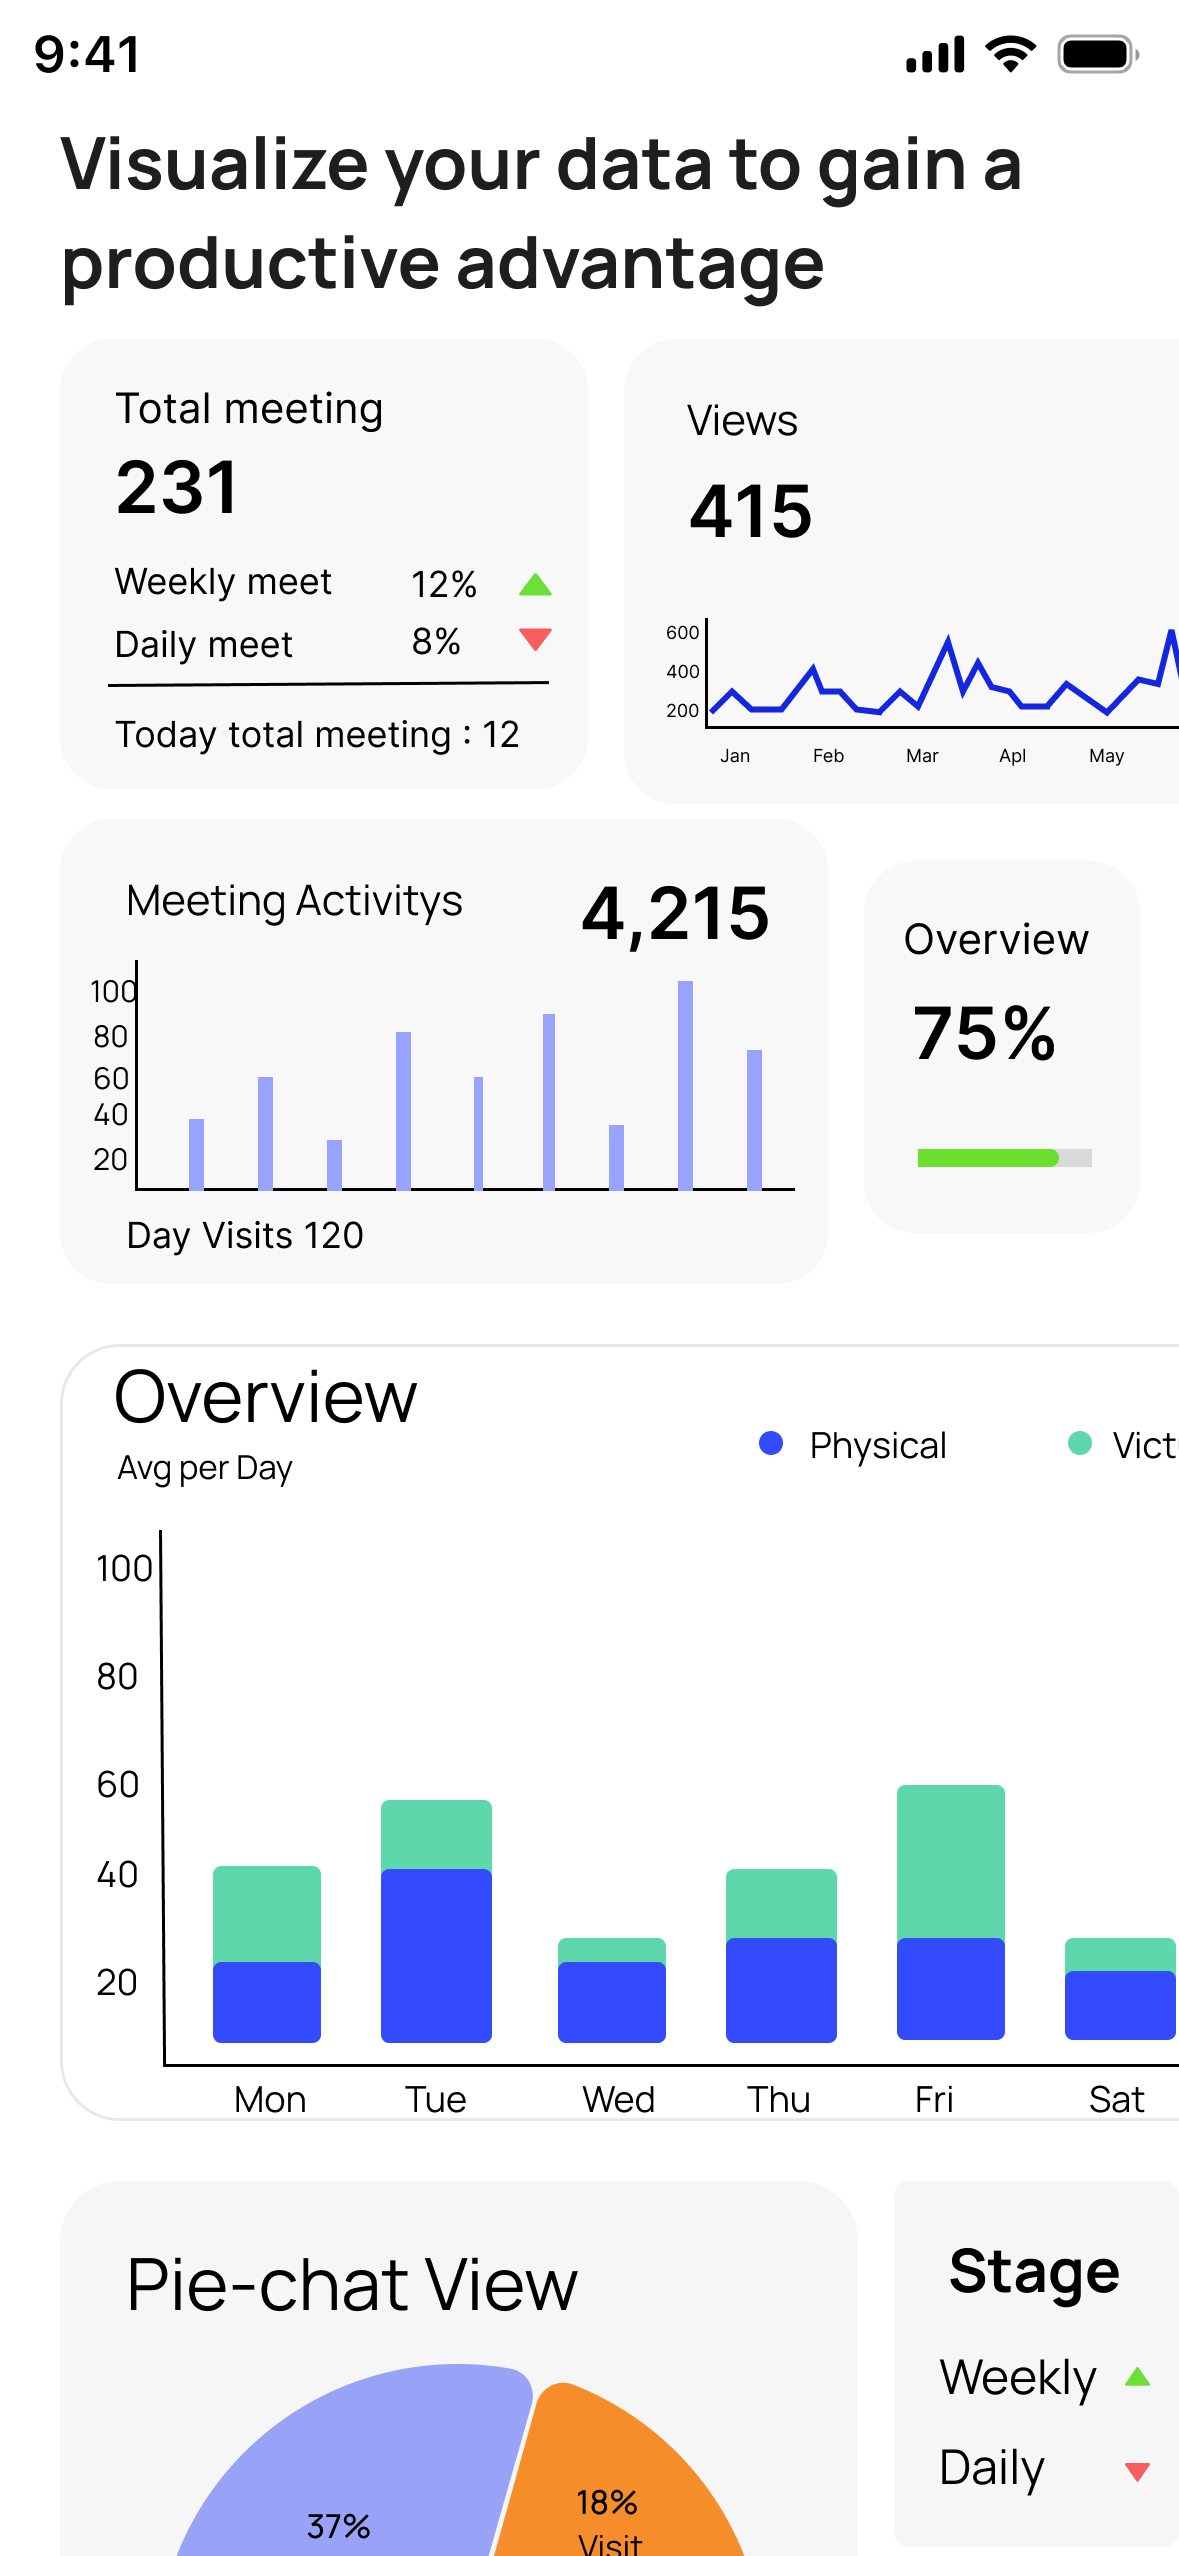 9:41
Visualize your data to gain a
productive advantage
Total meeting
231
Weekly meet 12%
Daily meet 8%
Today total meeting : 12
Views
415
600
400
200
Jan Feb Mar Apl May
Meeting Activitys 4,215
100
80
60
40
20
Day Visits 120
Overview
75%
Overview
Avg per Day
Physical
100
80
60
40
20
Mon Tue Wed Thu Fri Sat
Pie-chat View
37%
18%
Visit
Stage
Weekly
Daily